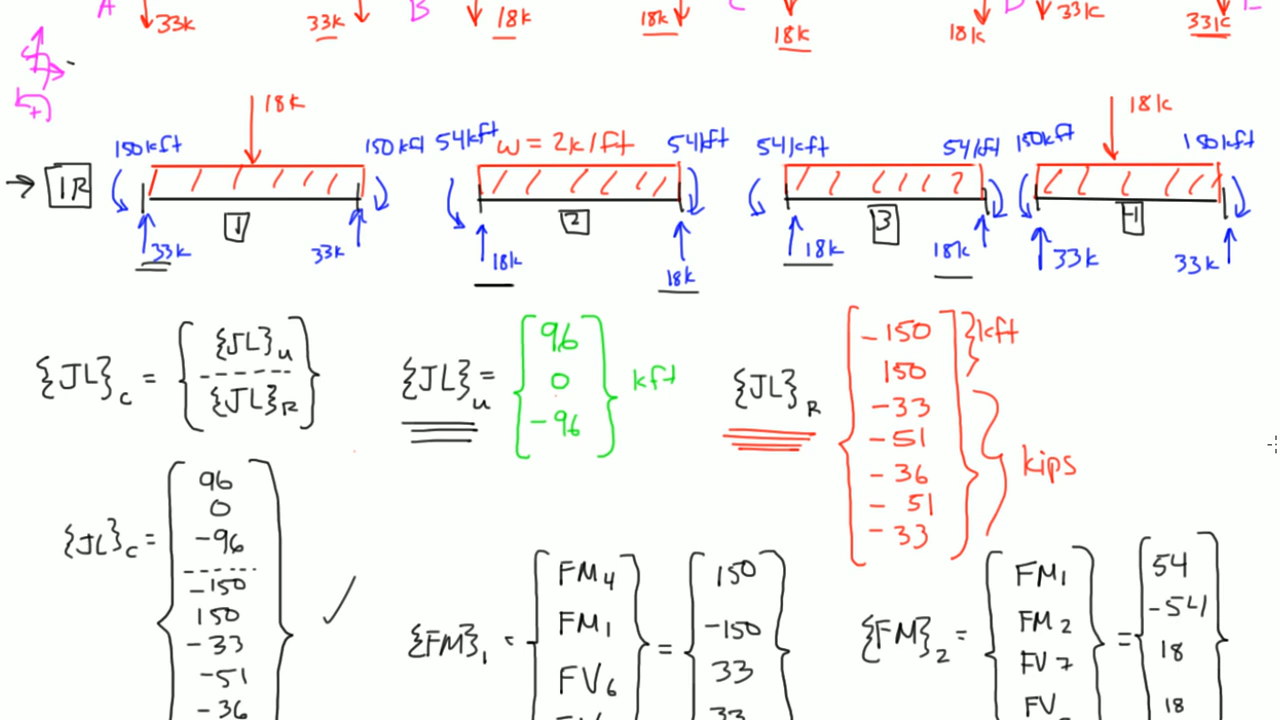 A 33k 33k B 18k 18k C 18k 18k D 33k 33k E
18k 18k
150kft 150kft 54kft w = 2k/ft 54kft 54kft 54kft 150kft 150kft
(+)
→ 1R 1 2 3 4
33k 33k 18k 18k 18k 18k 33k 33k
{JL}c = { {JL}u / {JL}R }
{JL}u = { 96 0 -96 } kft
{JL}R { -150 150 -33 -51 -36 -51 -33 } kft kips
{JL}c = { 96 0 -96 -150 150 -33 -51 -36
{FM}1 = { FM4 FM1 FV6 } = { 150 -150 33 33
{FM}2 = { FM1 FM2 FV7 FV } = { 54 -54 18 18